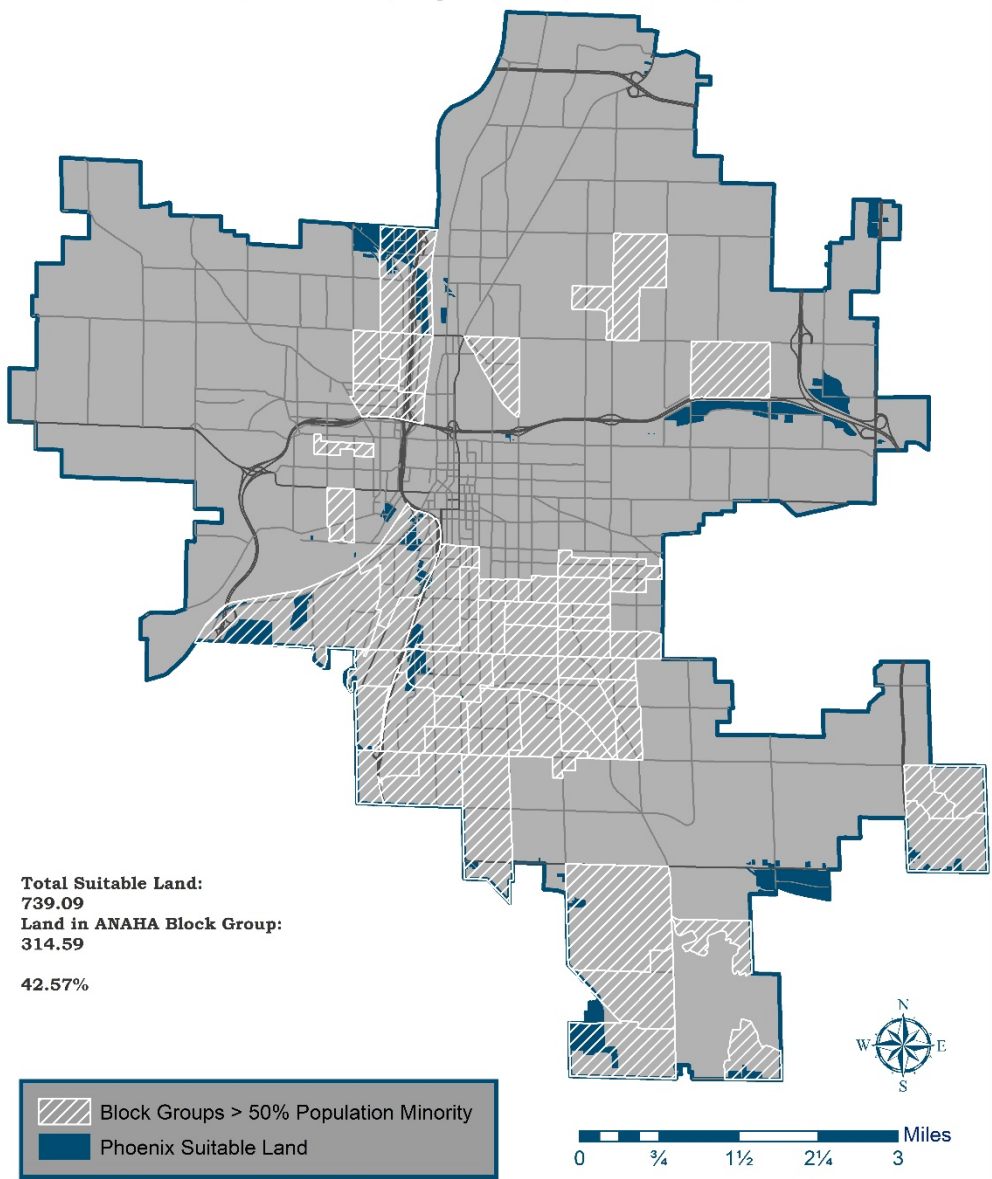 Total Suitable Land:
739.09
Land in ANAHA Block Group:
314.59
42.57%
N
W E
S
Block Groups > 50% Population Minority
Phoenix Suitable Land
Miles
0 ¾ 1½ 2¼ 3